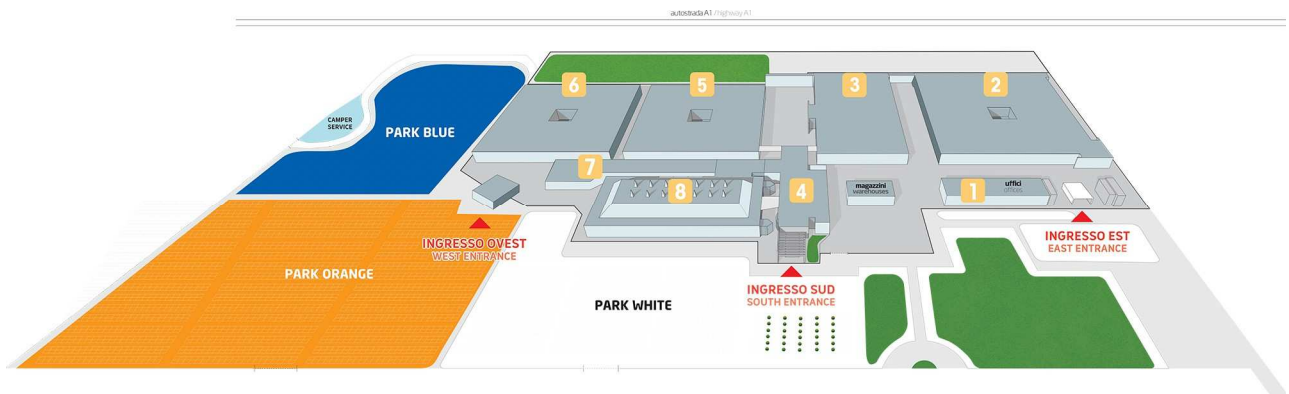 autostrada A1 / highway A1
6
5
3
2
CAMPER
SERVICE
PARK BLUE
7
8
4
magazzini
warehouses
1
uffici
offices
INGRESSO OVEST
WEST ENTRANCE
INGRESSO EST
EAST ENTRANCE
PARK ORANGE
INGRESSO SUD
SOUTH ENTRANCE
PARK WHITE